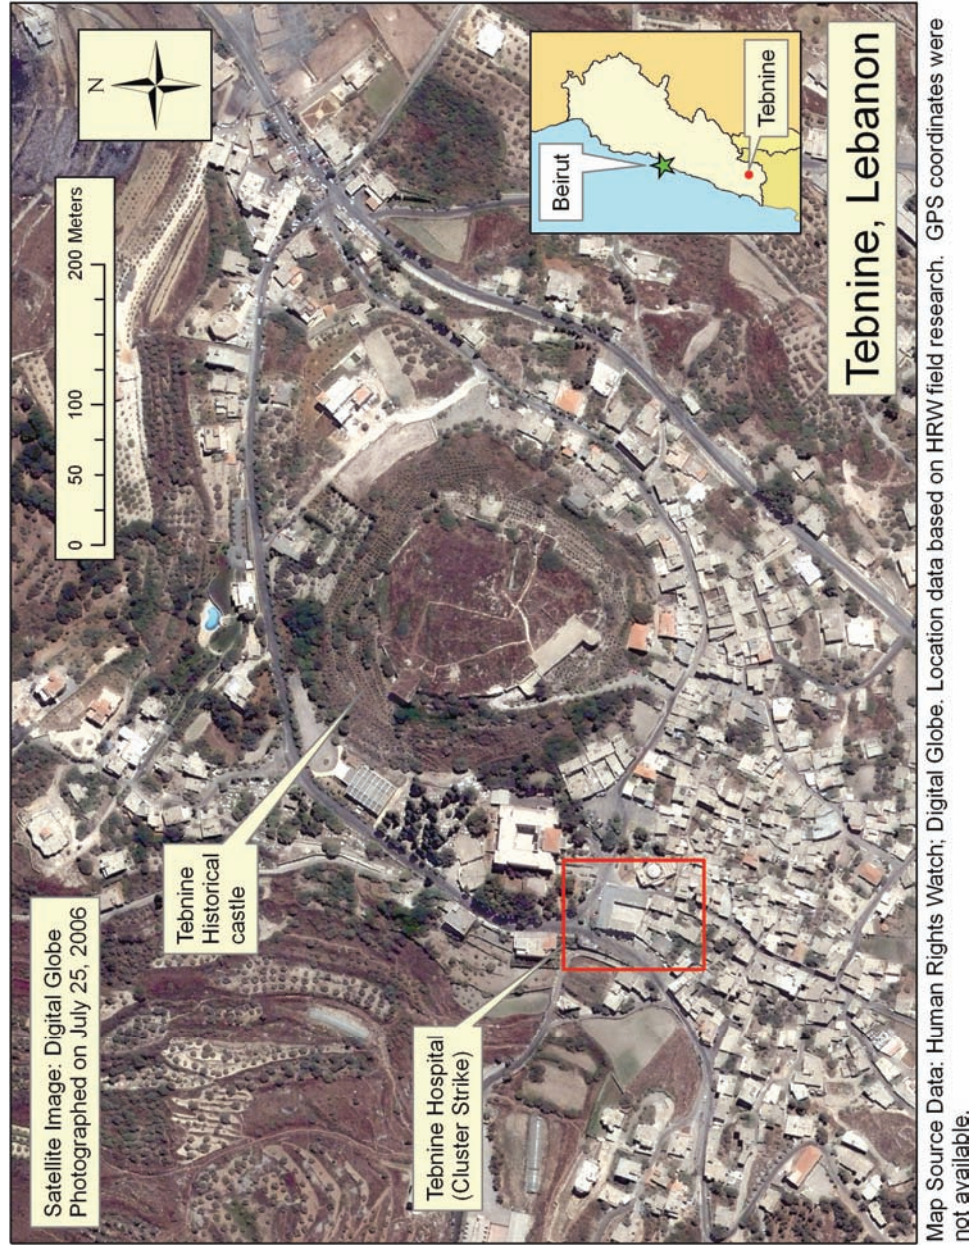 Satellite Image: Digital Globe
Photographed on July 25, 2006
0 50 100 200 Meters
N
Tebnine
Historical
castle
Tebnine Hospital
(Cluster Strike)
Beirut
Tebnine
Tebnine, Lebanon
Map Source Data: Human Rights Watch; Digital Globe. Location data based on HRW field research. GPS coordinates were
not available.